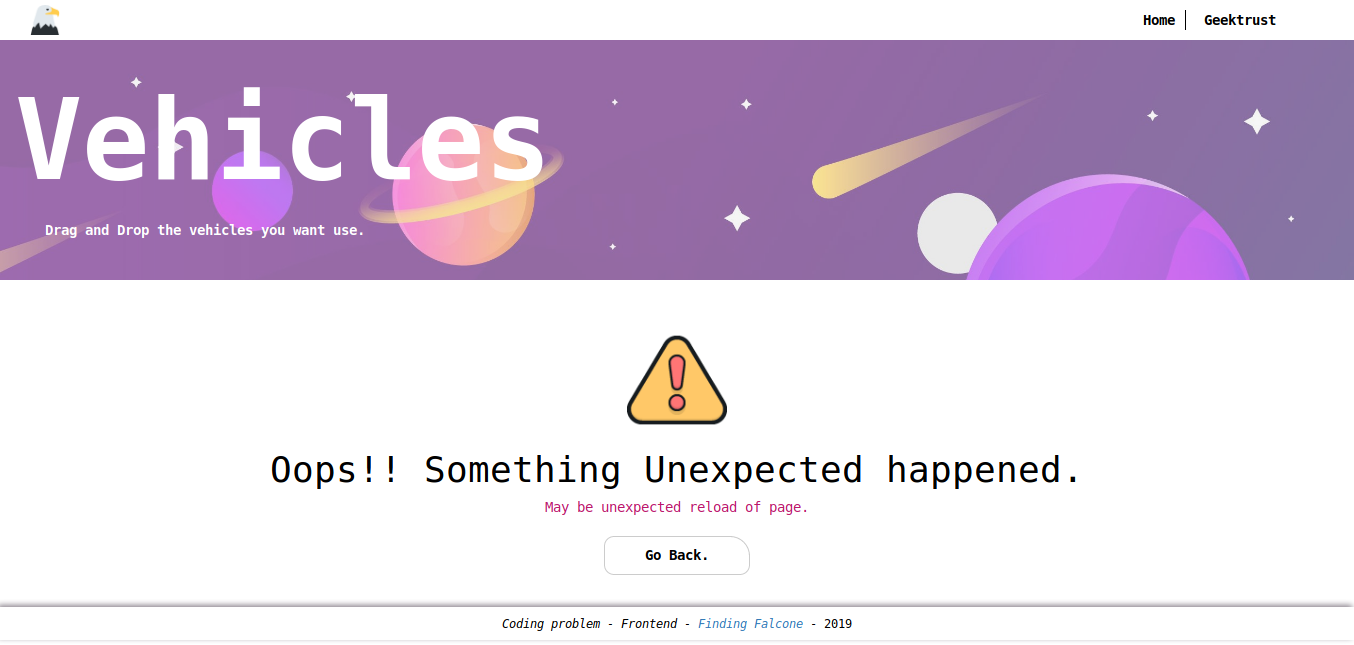 Home
Geektrust
Vehicles
Drag and Drop the vehicles you want use.
Oops!! Something Unexpected happened.
May be unexpected reload of page.
Go Back.
Coding problem - Frontend - Finding Falcone - 2019